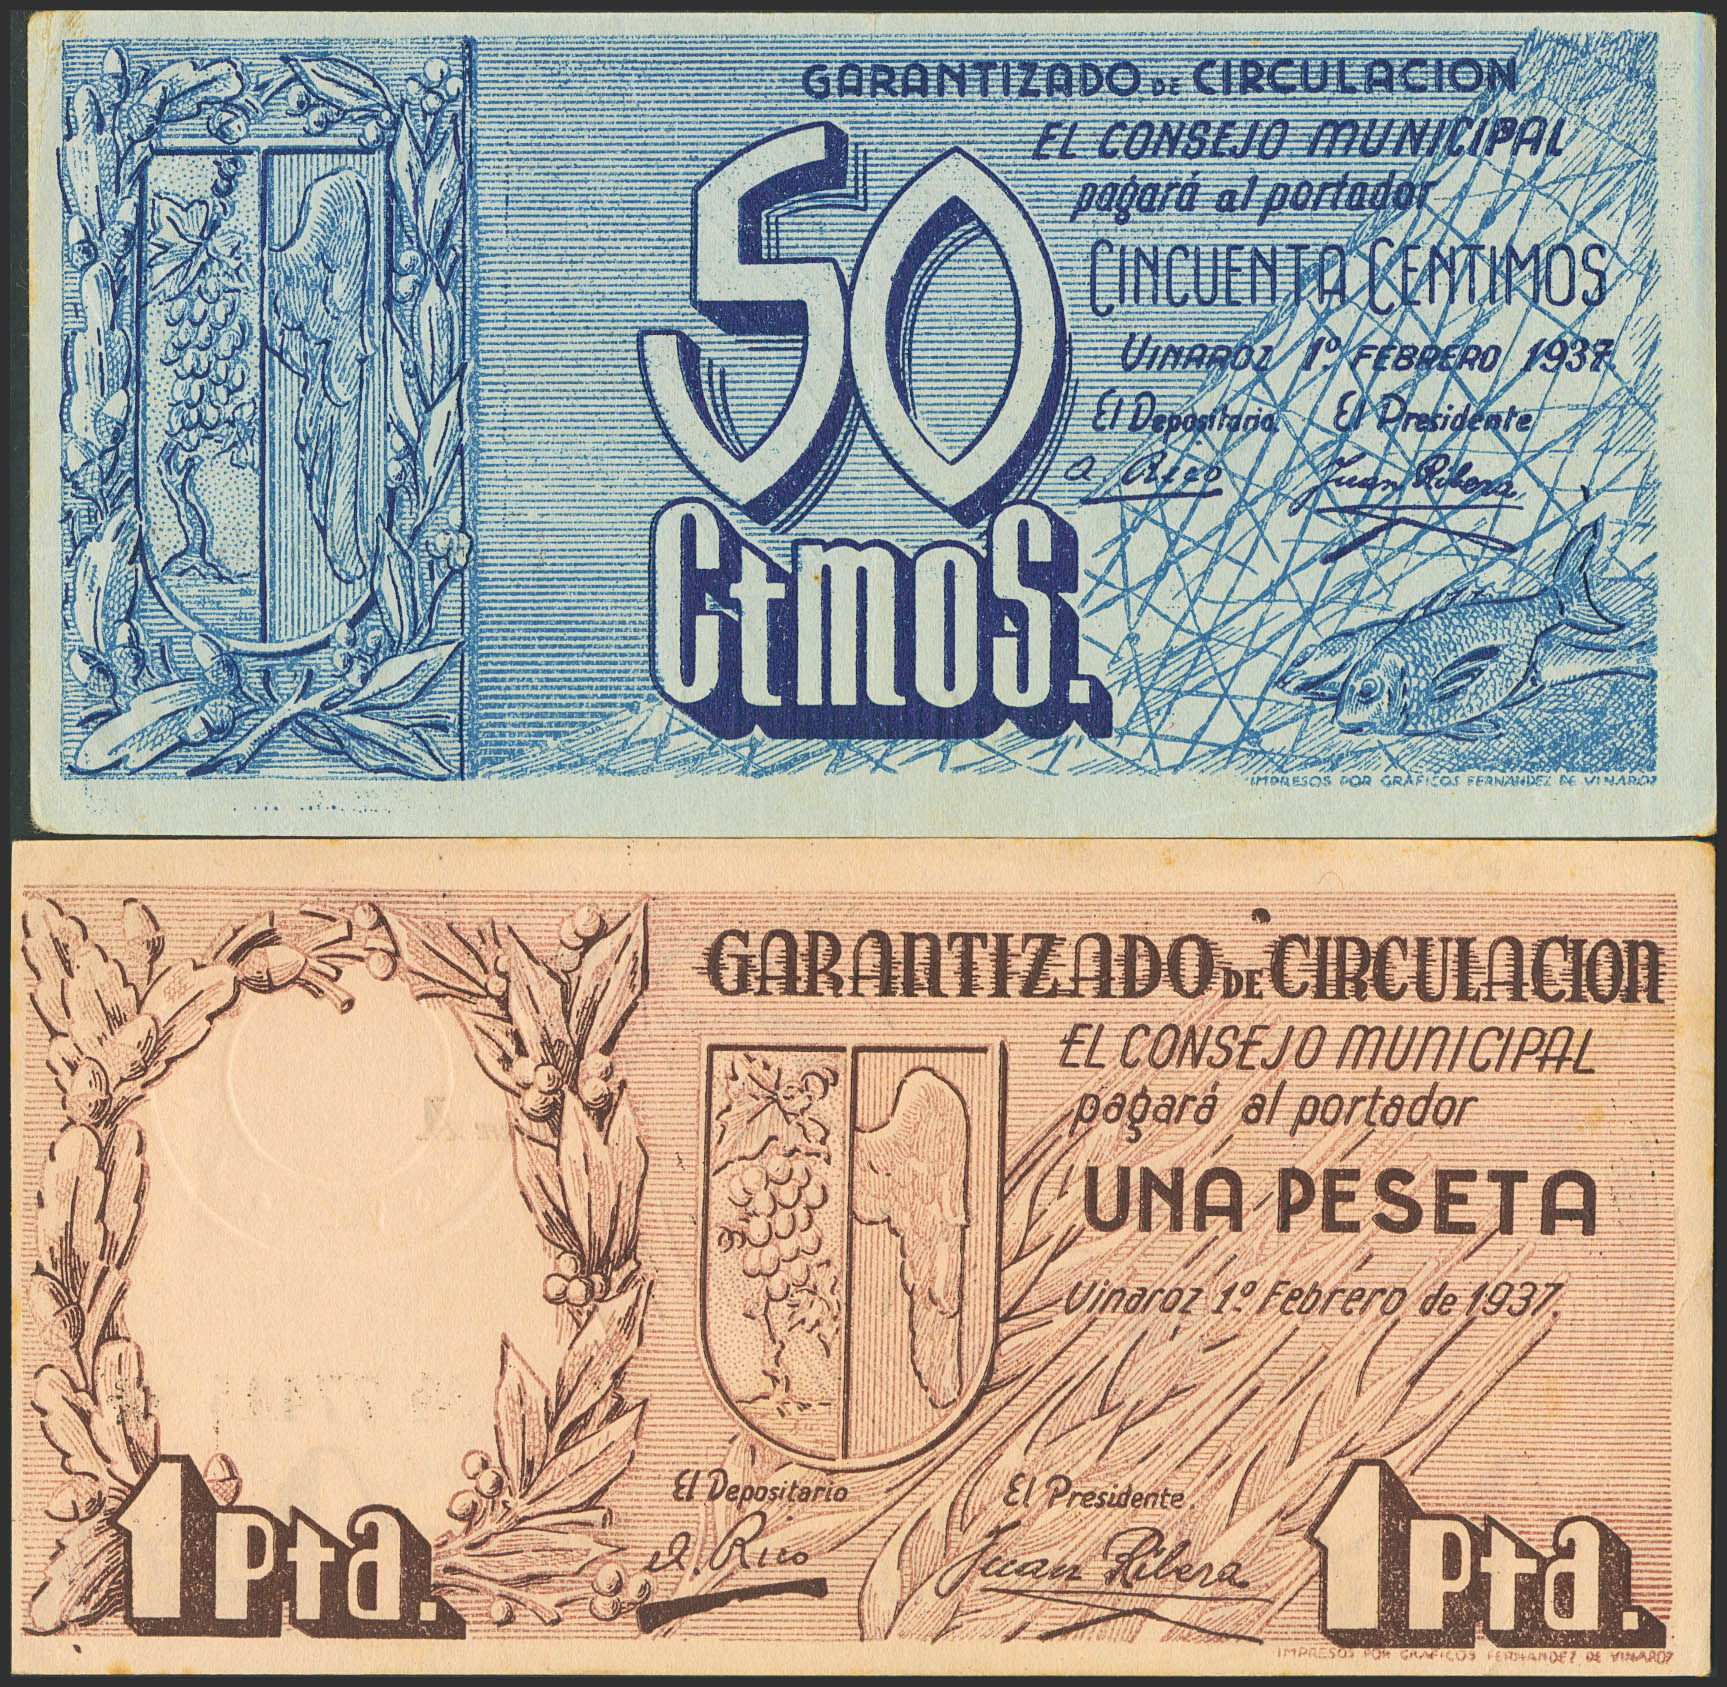 GARANTIZADO DE CIRCULACION
EL CONSEJO MUNICIPAL
pagará al portador
CINCUENTA CENTIMOS
VINAROZ 1º. FEBRERO 1937.
El Depositario El Presidente
A Rico Juan Ribera
50
Ctmos.
IMPRESOS POR GRÁFICOS FERNANDEZ DE VINAROZ
GARANTIZADO DE CIRCULACION
EL CONSEJO MUNICIPAL
pagará al portador
UNA PESETA
Vinaroz 1º. Febrero de 1937.
El Depositario El Presidente.
A. Rico Juan Ribera
1 Pta. 1 Pta.
IMPRESOS POR GRÁFICOS FERNANDEZ DE VINAROZ